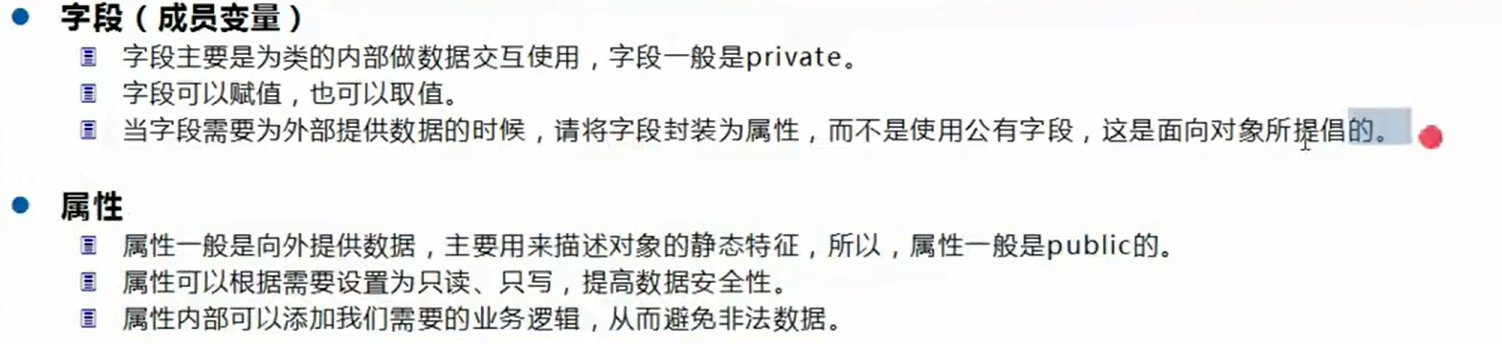 字段（成员变量）
字段主要是为类的内部做数据交互使用，字段一般是private。
字段可以赋值，也可以取值。
当字段需要为外部提供数据的时候，请将字段封装为属性，而不是使用公有字段，这是面向对象所提倡的。
属性
属性一般是向外提供数据，主要用来描述对象的静态特征，所以，属性一般是public的。
属性可以根据需要设置为只读、只写，提高数据安全性。
属性内部可以添加我们需要的业务逻辑，从而避免非法数据。